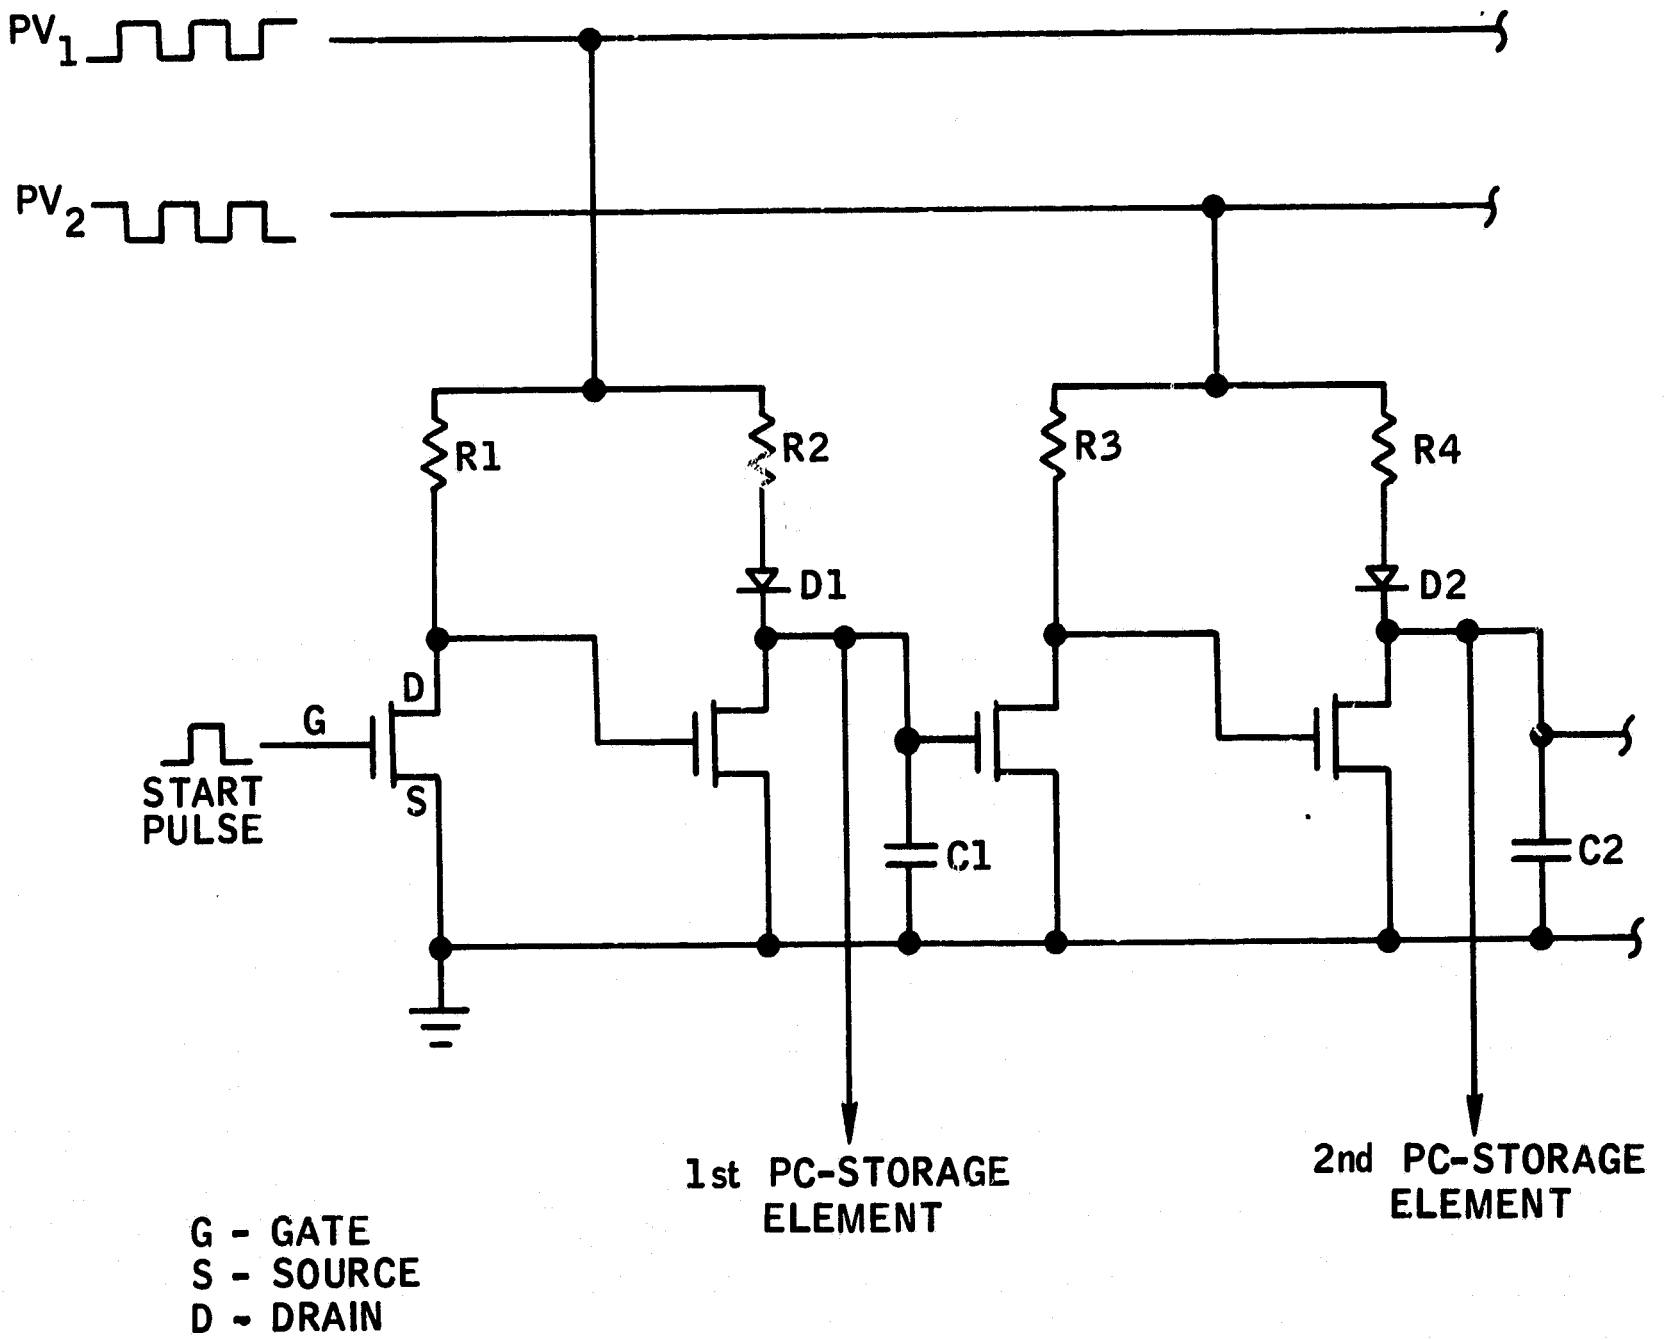 PV1
PV2
R1
R2
R3
R4
D1
D2
D
G
S
START
PULSE
C1
C2
1st PC-STORAGE
ELEMENT
2nd PC-STORAGE
ELEMENT
G - GATE
S - SOURCE
D ~ DRAIN